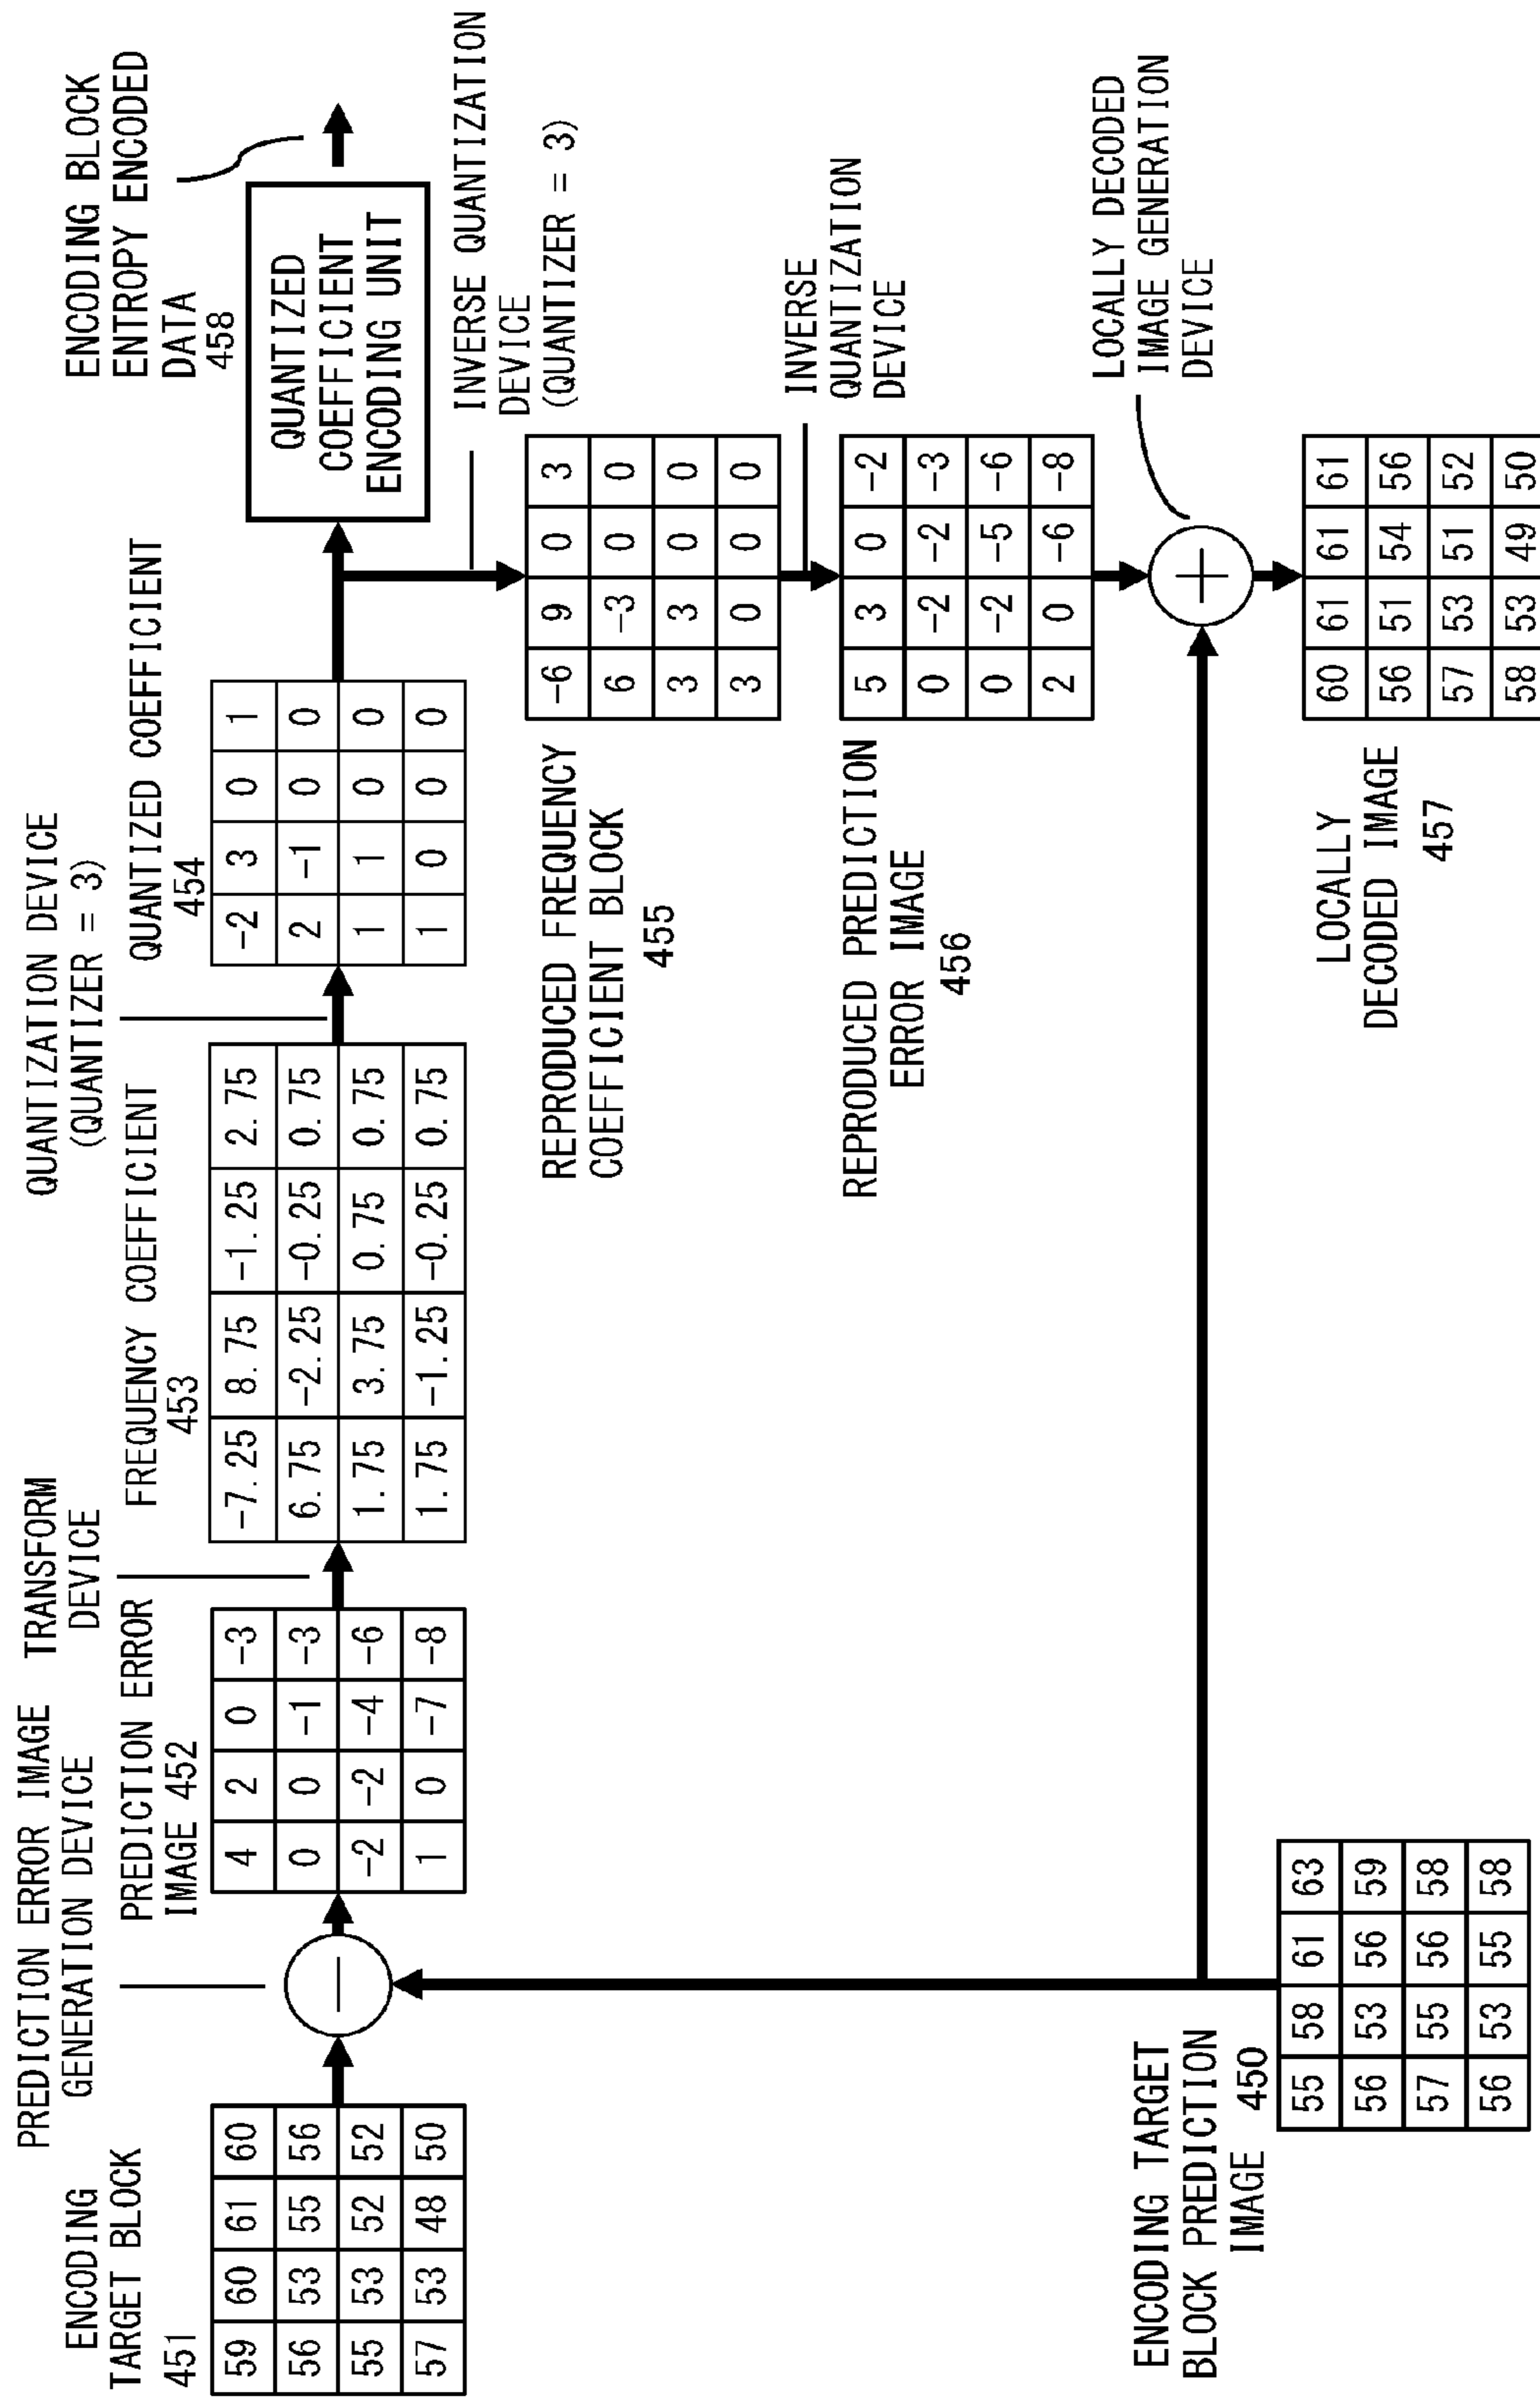 PREDICTION ERROR IMAGE
GENERATION DEVICE
TRANSFORM
DEVICE
QUANTIZATION DEVICE
(QUANTIZER = 3)
ENCODING
TARGET BLOCK
451
59 60 61 60
56 53 55 56
55 53 52 52
57 53 48 50
PREDICTION ERROR
IMAGE 452
4 2 0 −3
0 0 −1 −3
−2 −2 −4 −6
1 0 −7 −8
FREQUENCY COEFFICIENT
453
−7.25 8.75 −1.25 2.75
6.75 −2.25 −0.25 0.75
1.75 3.75 0.75 0.75
1.75 −1.25 −0.25 0.75
QUANTIZED COEFFICIENT
454
−2 3 0 1
2 −1 0 0
1 1 0 0
1 0 0 0
ENCODING BLOCK
ENTROPY ENCODED
DATA
458
QUANTIZED
COEFFICIENT
ENCODING UNIT
INVERSE QUANTIZATION
DEVICE
(QUANTIZER = 3)
REPRODUCED FREQUENCY
COEFFICIENT BLOCK
455
−6 9 0 3
6 −3 0 0
3 3 0 0
3 0 0 0
INVERSE
QUANTIZATION
DEVICE
REPRODUCED PREDICTION
ERROR IMAGE
456
5 3 0 −2
0 −2 −2 −3
0 −2 −5 −6
2 0 −6 −8
LOCALLY DECODED
IMAGE GENERATION
DEVICE
ENCODING TARGET
BLOCK PREDICTION
IMAGE 450
55 58 61 63
56 53 56 59
57 55 56 58
56 53 55 58
LOCALLY
DECODED IMAGE
457
60 61 61 61
56 51 54 56
57 53 51 52
58 53 49 50